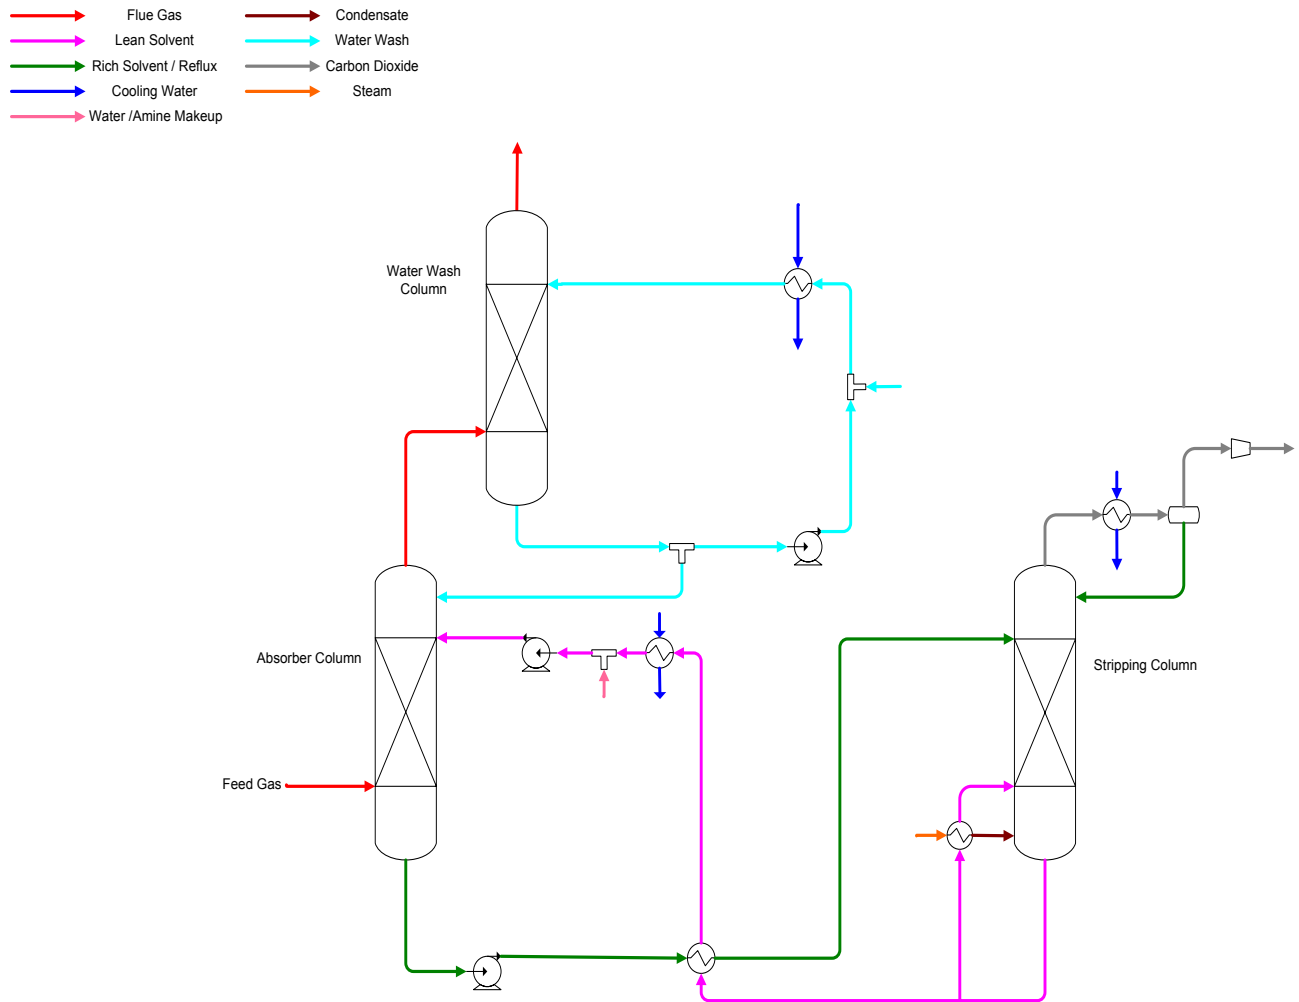 Flue Gas
Condensate
Lean Solvent
Water Wash
Rich Solvent / Reflux
Carbon Dioxide
Cooling Water
Steam
Water /Amine Makeup
Water Wash
Column
Absorber Column
Stripping Column
Feed Gas